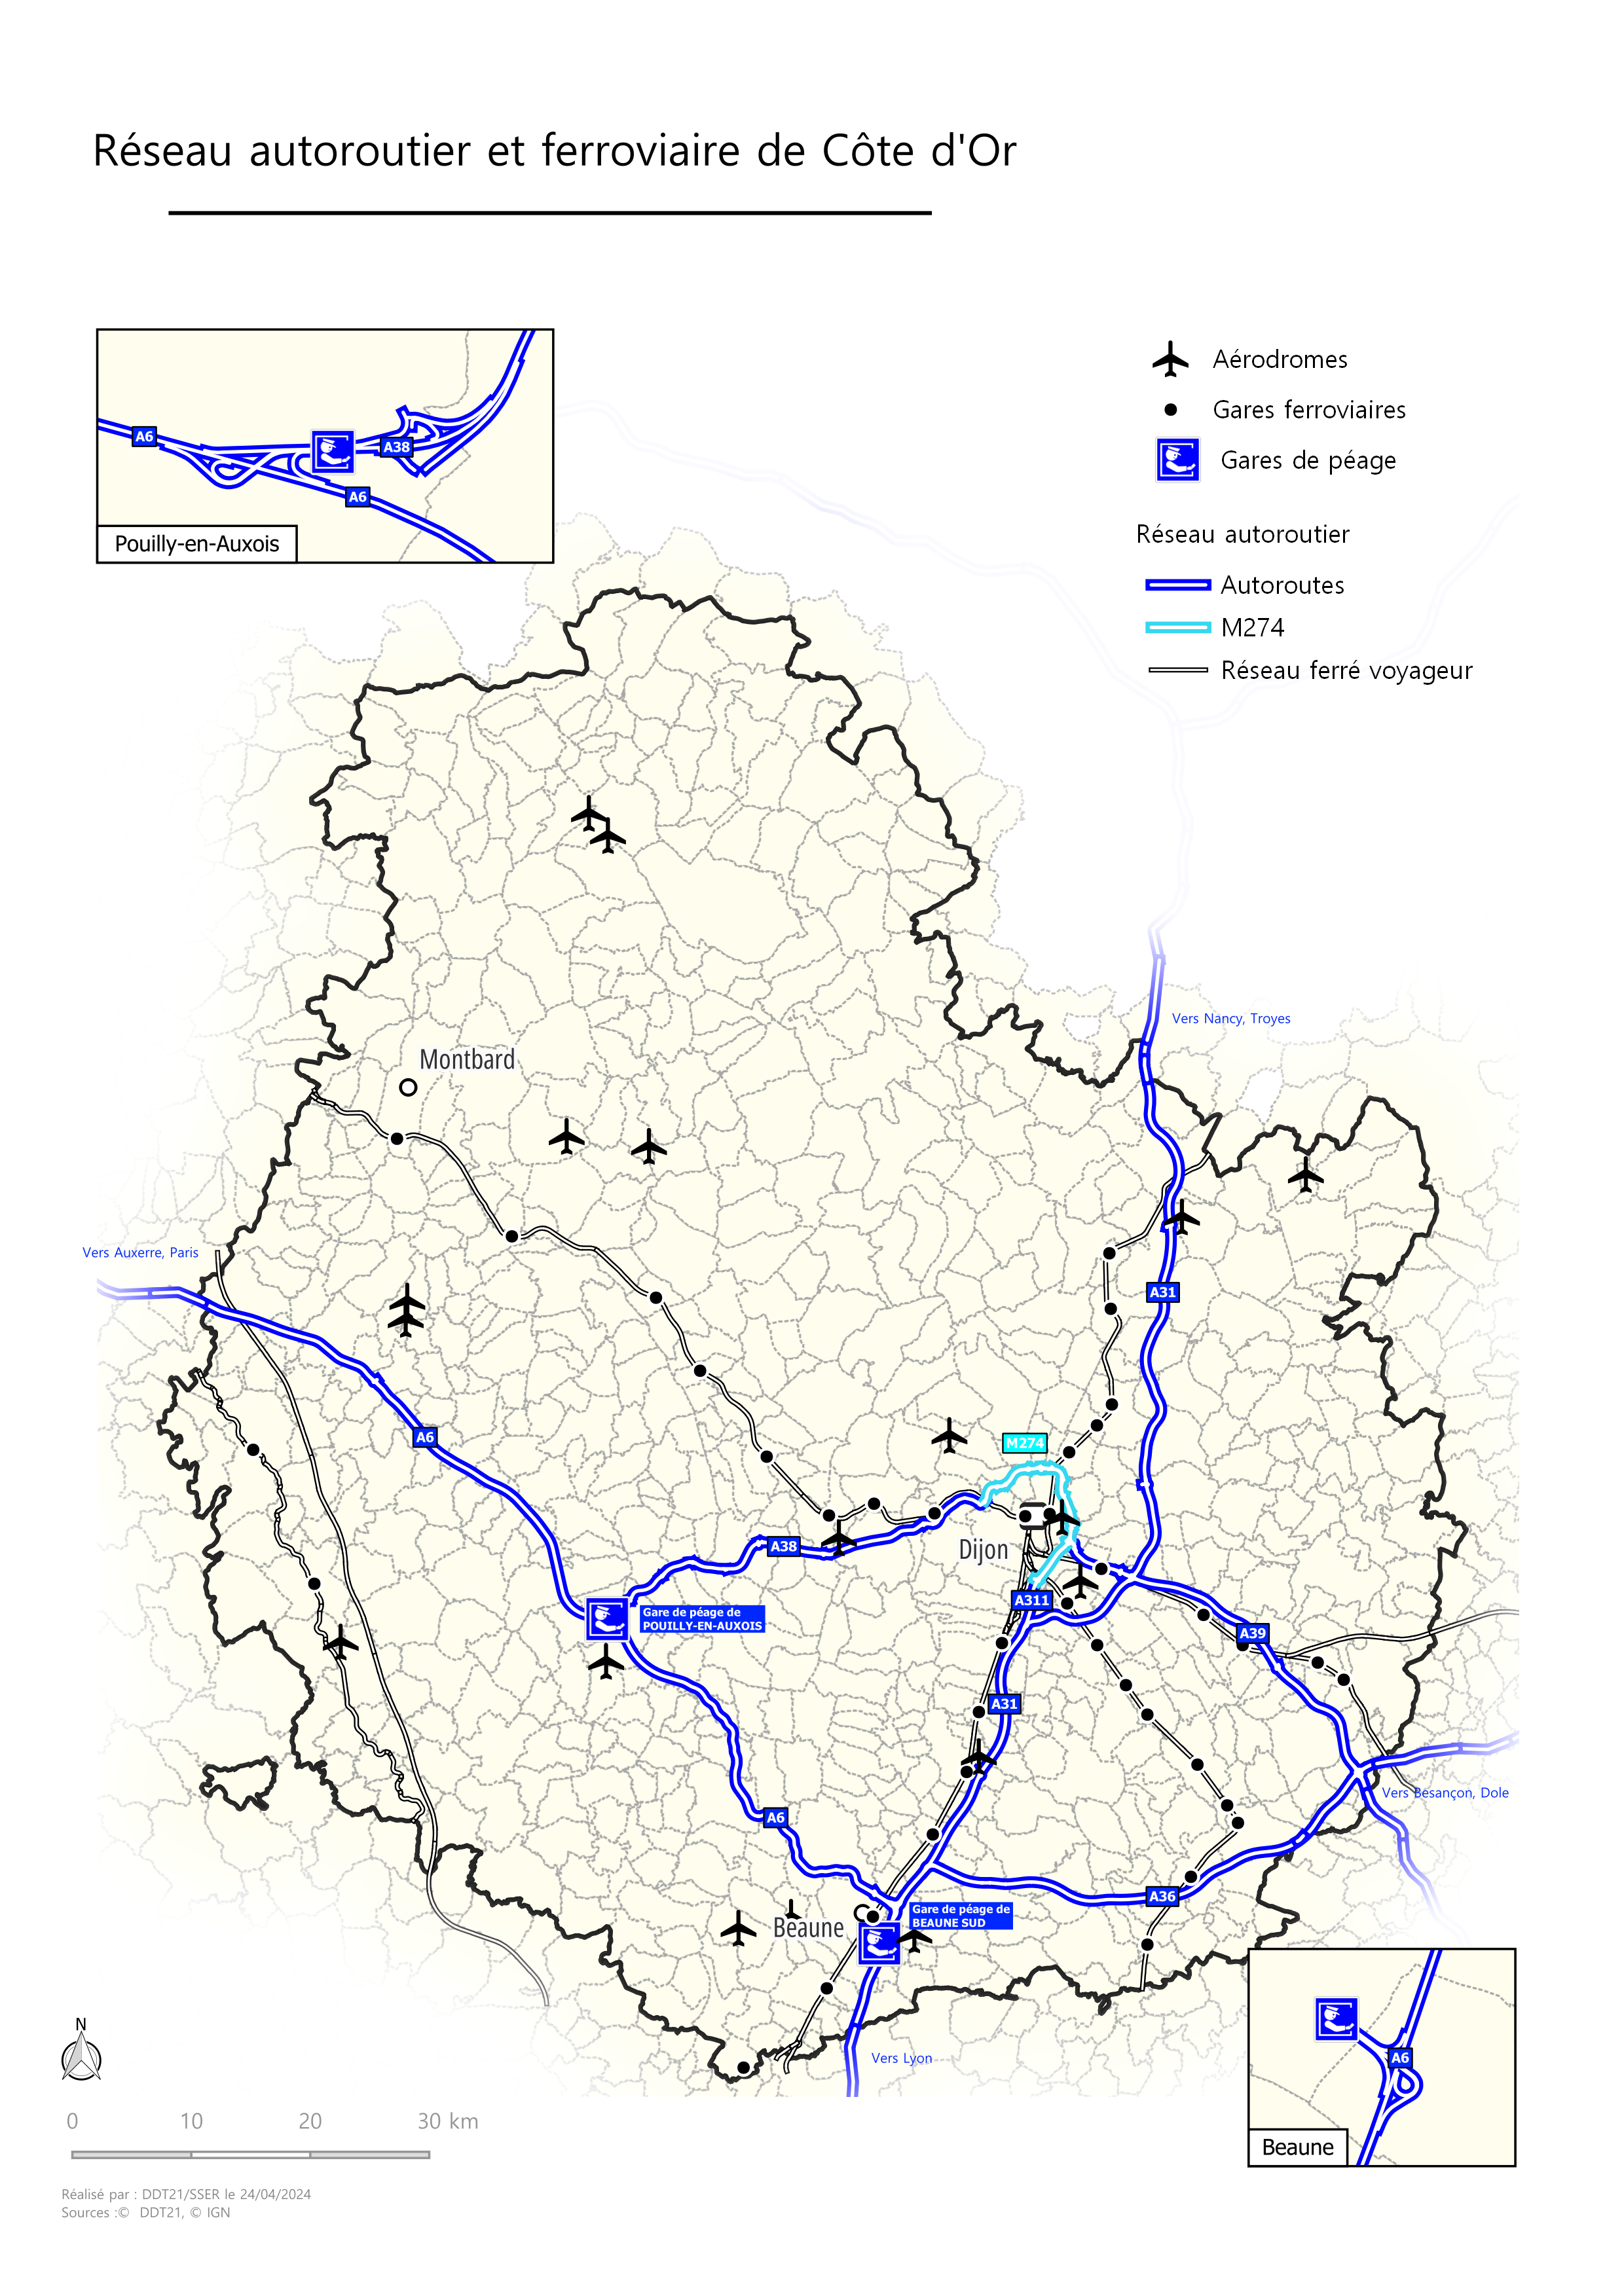 Réseau autoroutier et ferroviaire de Côte d'Or
A6
A38
A6
Pouilly-en-Auxois
Aérodromes
Gares ferroviaires
Gares de péage
Réseau autoroutier
Autoroutes
M274
Réseau ferré voyageur
Vers Nancy, Troyes
Montbard
Vers Auxerre, Paris
A31
A6
M274
A38
Dijon
A311
Gare de péage de
POUILLY-EN-AUXOIS
A39
A31
Vers Besançon, Dole
A6
A36
Gare de péage de
BEAUNE SUD
Beaune
Vers Lyon
A6
Beaune
N
0 10 20 30 km
Réalisé par : DDT21/SSER le 24/04/2024
Sources :© DDT21, © IGN